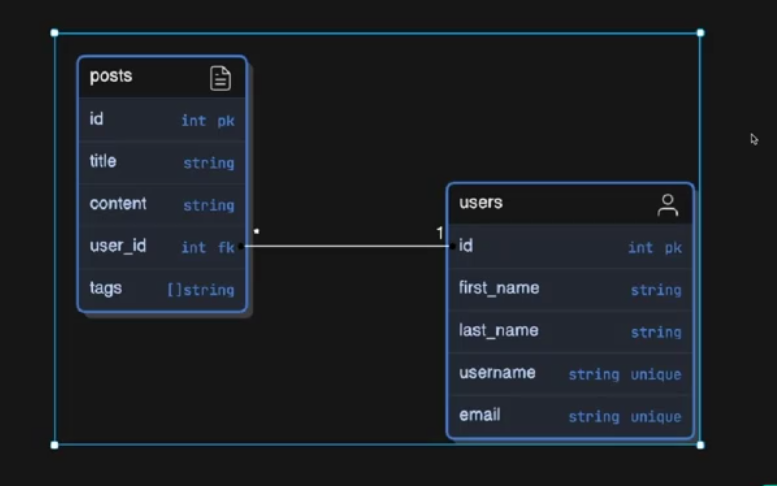 posts
id int pk
title string
content string
user_id int fk
tags []string
* 1
users
id int pk
first_name string
last_name string
username string unique
email string unique